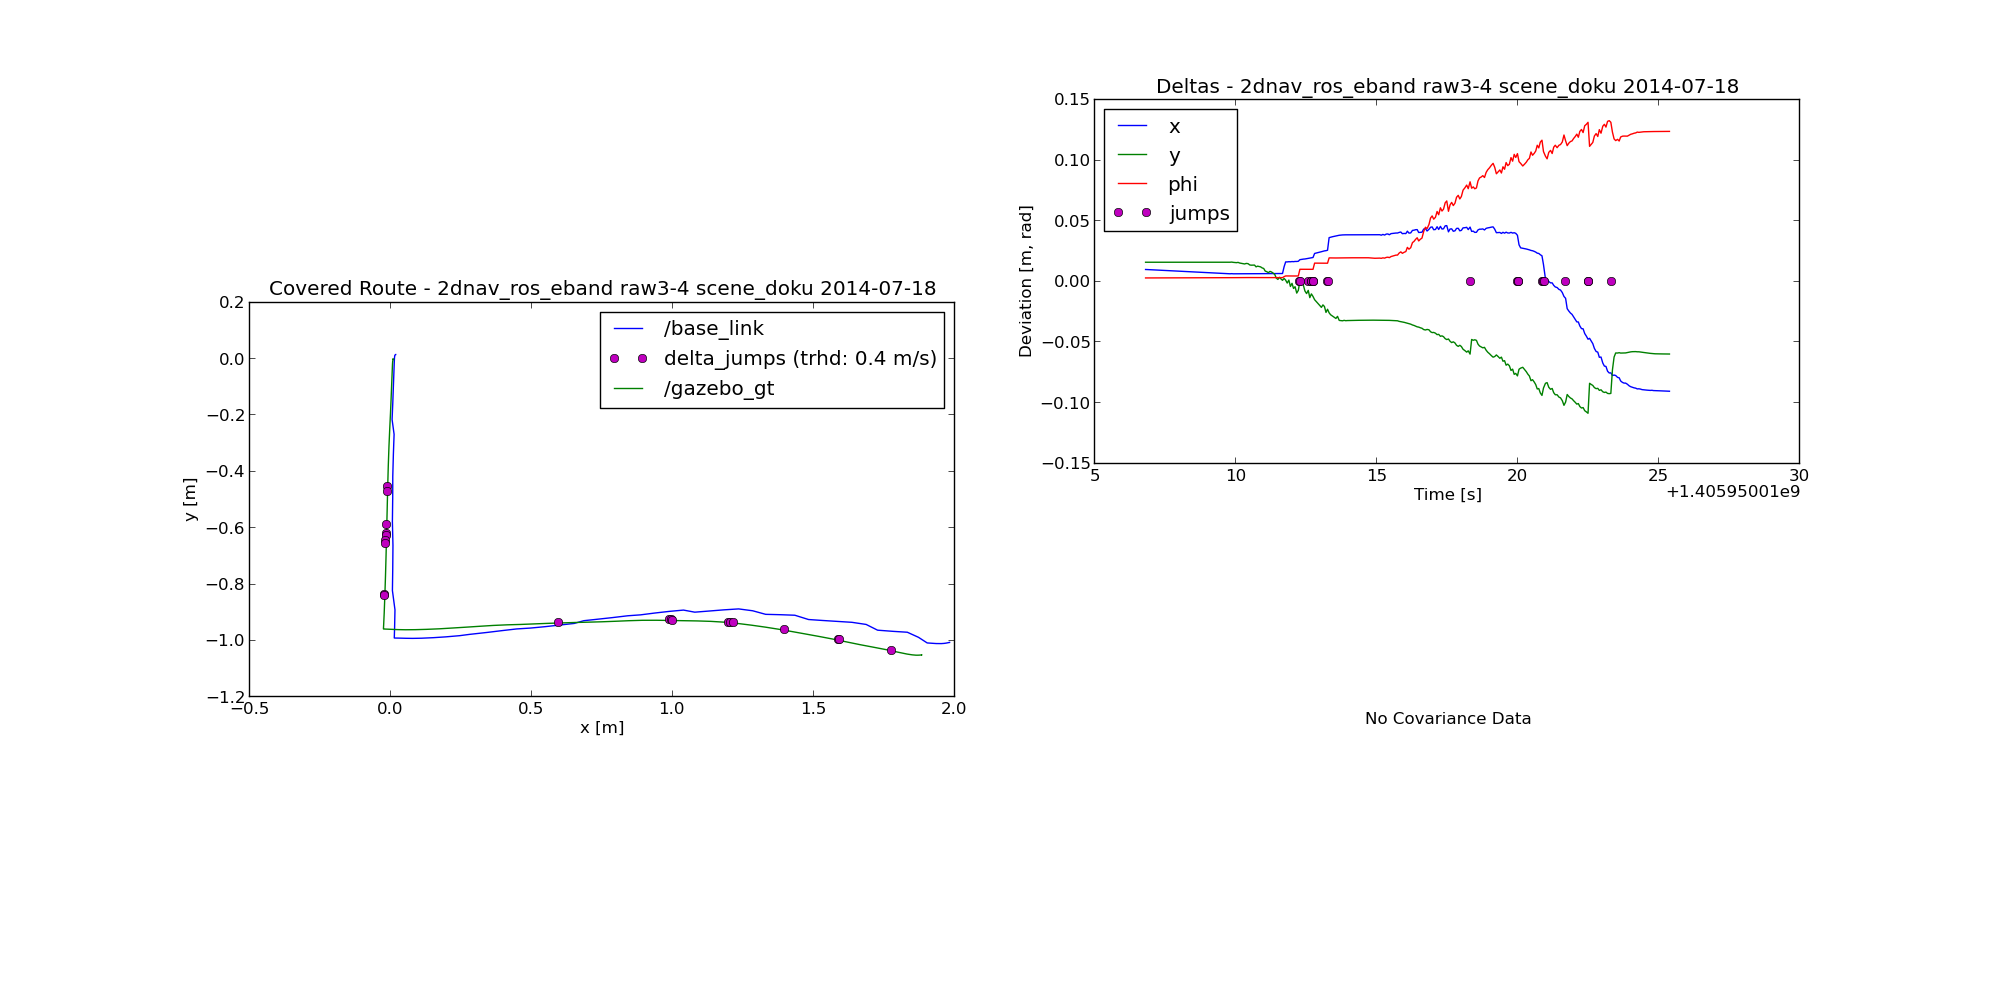 Covered Route - 2dnav_ros_eband raw3-4 scene_doku 2014-07-18
/base_link
delta_jumps (trhd: 0.4 m/s)
/gazebo_gt
0.2
0.0
−0.2
−0.4
−0.6
−0.8
−1.0
−1.2
y [m]
−0.5
0.0
0.5
1.0
1.5
2.0
x [m]
Deltas - 2dnav_ros_eband raw3-4 scene_doku 2014-07-18
x
y
phi
jumps
0.15
0.10
0.05
0.00
−0.05
−0.10
−0.15
Deviation [m, rad]
5
10
15
20
25
30
Time [s]
+1.40595001e9
No Covariance Data